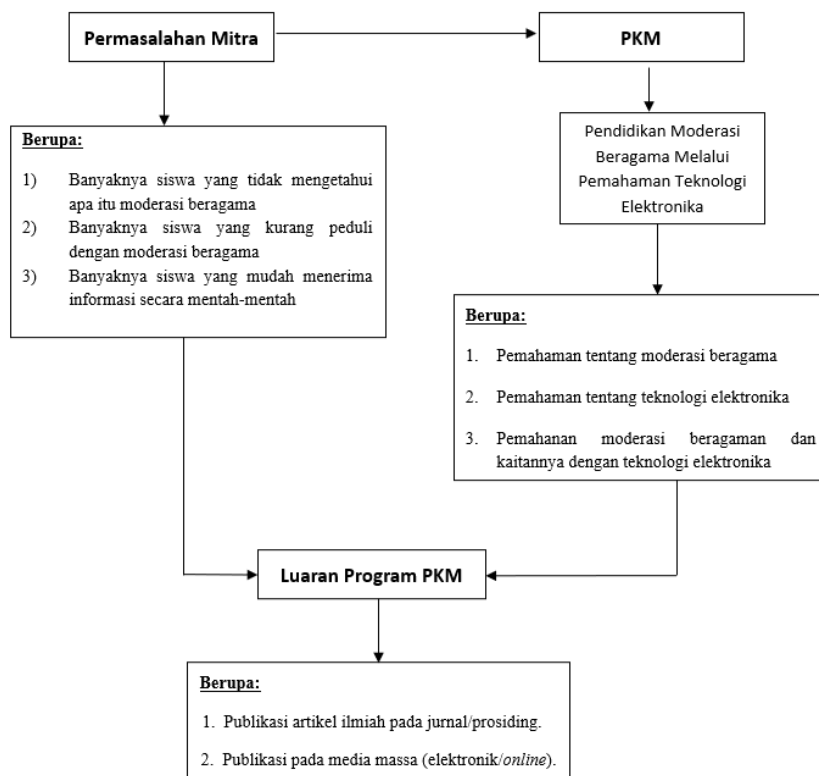 Permasalahan Mitra
PKM
Berupa:
1) Banyaknya siswa yang tidak mengetahui
apa itu moderasi beragama
2) Banyaknya siswa yang kurang peduli
dengan moderasi beragama
3) Banyaknya siswa yang mudah menerima
informasi secara mentah-mentah
Pendidikan Moderasi
Beragama Melalui
Pemahaman Teknologi
Elektronika
Berupa:
1. Pemahaman tentang moderasi beragama
2. Pemahaman tentang teknologi elektronika
3. Pemahanan moderasi beragaman dan
kaitannya dengan teknologi elektronika
Luaran Program PKM
Berupa:
1. Publikasi artikel ilmiah pada jurnal/prosiding.
2. Publikasi pada media massa (elektronik/online).